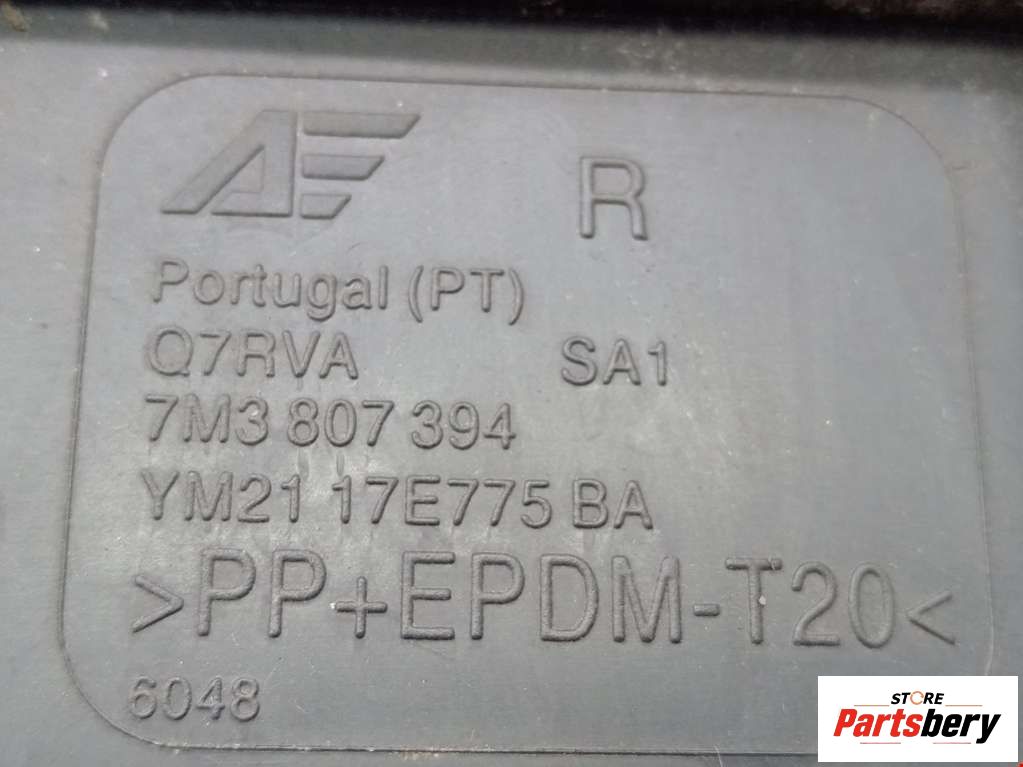 AF R
Portugal (PT)
Q7RVA SA1
7M3 807 394
YM21 17E775 BA
>PP+EPDM-T20<
6048
STORE
Partsbery